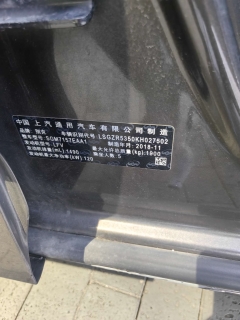 中国上汽通用汽车有限公司制造
品牌 别克 车辆识别代号 LSGZR5350KH027502
整车型号 SGM7157EAA1 制造年月 2018-11
发动机型号 LFV 最大允许总质量(kg) 1900
发动机排量(ml) 1490 乘坐人数 5
发动机最大净功率(kW) 120